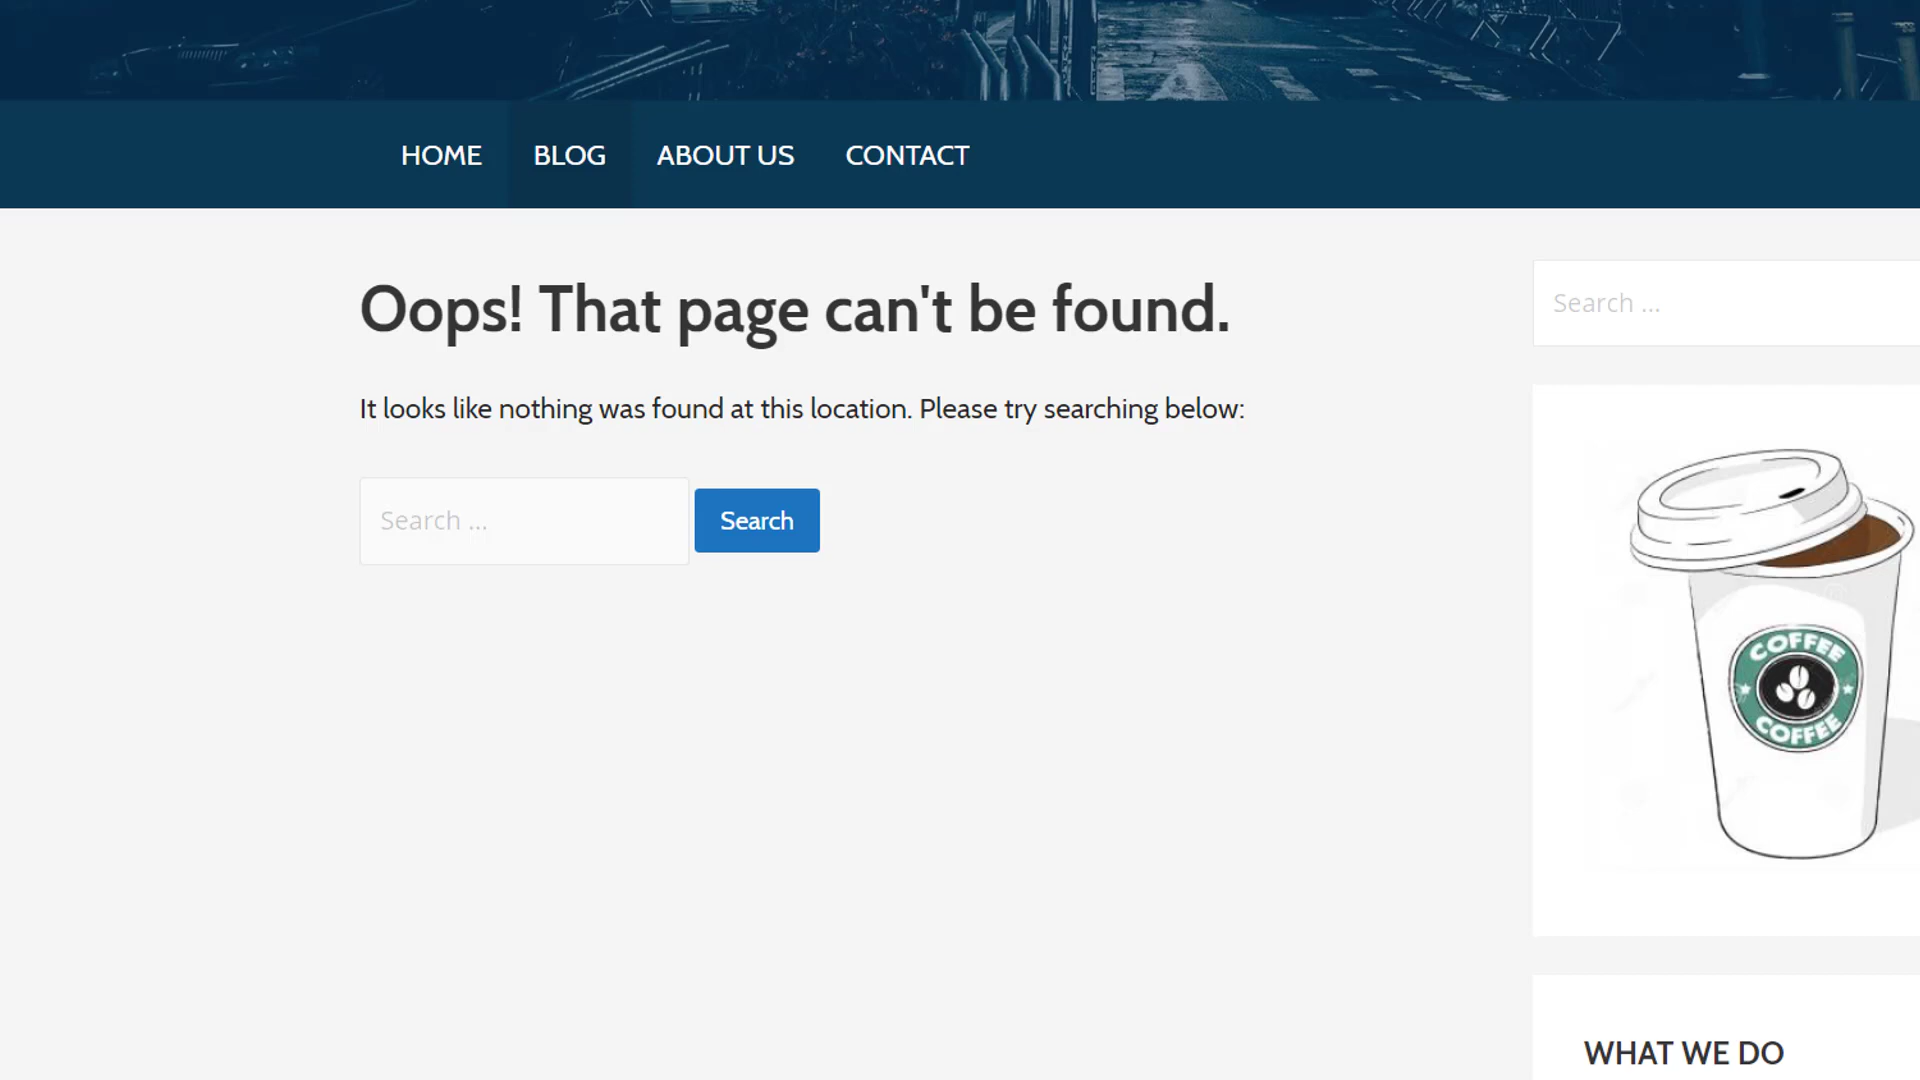 HOME BLOG ABOUT US CONTACT
Oops! That page can't be found.
It looks like nothing was found at this location. Please try searching below:
Search ... Search
Search ...
COFFEE
COFFEE
WHAT WE DO